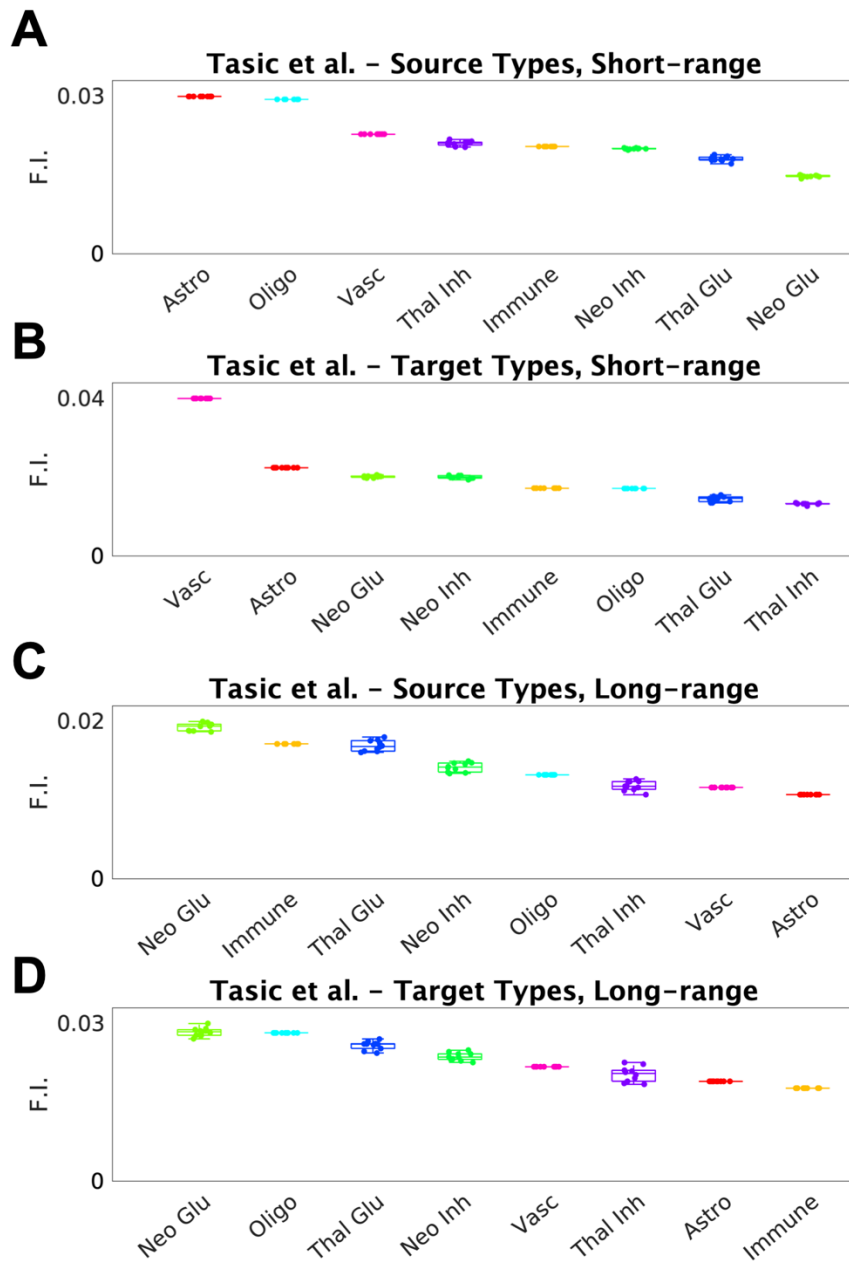 A
Tasic et al. – Source Types, Short–range
0.03
F.I.
0
Astro Oligo Vasc Thal Inh Immune Neo Inh Thal Glu Neo Glu
B
Tasic et al. – Target Types, Short–range
0.04
F.I.
0
Vasc Astro Neo Glu Neo Inh Immune Oligo Thal Glu Thal Inh
C
Tasic et al. – Source Types, Long–range
0.02
F.I.
0
Neo Glu Immune Thal Glu Neo Inh Oligo Thal Inh Vasc Astro
D
Tasic et al. – Target Types, Long–range
0.03
F.I.
0
Neo Glu Oligo Thal Glu Neo Inh Vasc Thal Inh Astro Immune